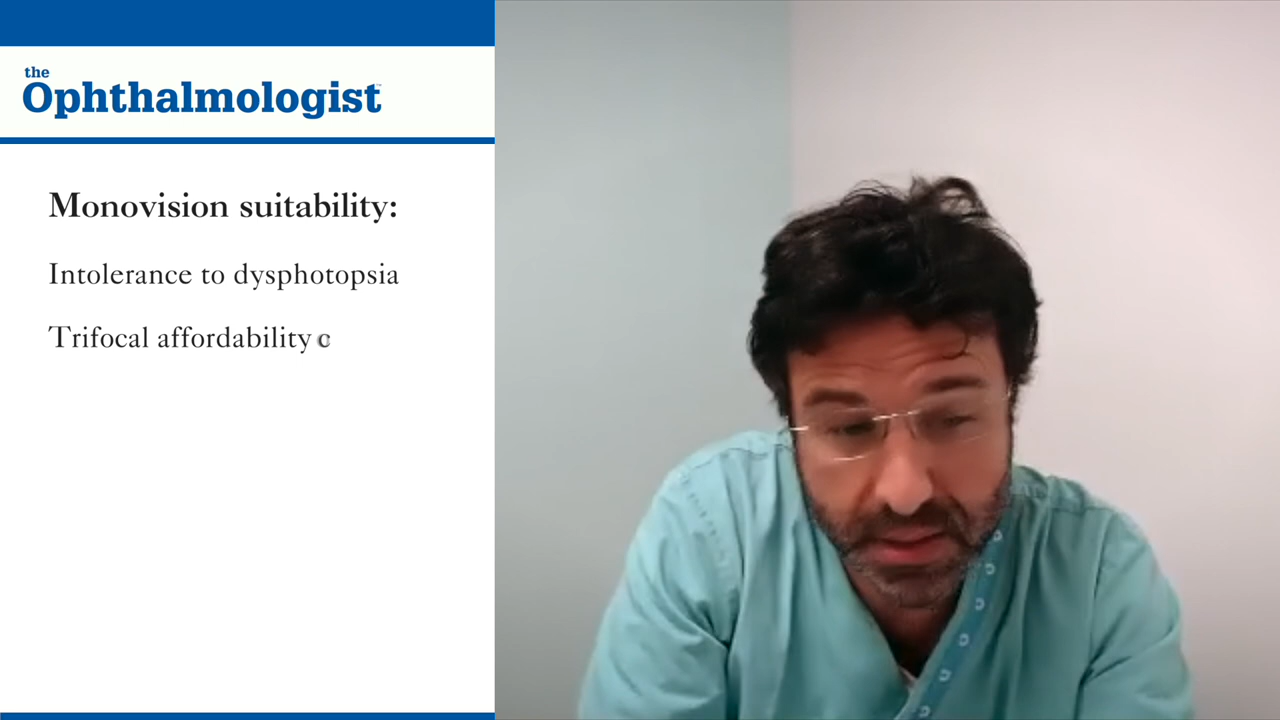 the
Ophthalmologist
Monovision suitability:
Intolerance to dysphotopsia
Trifocal affordability c